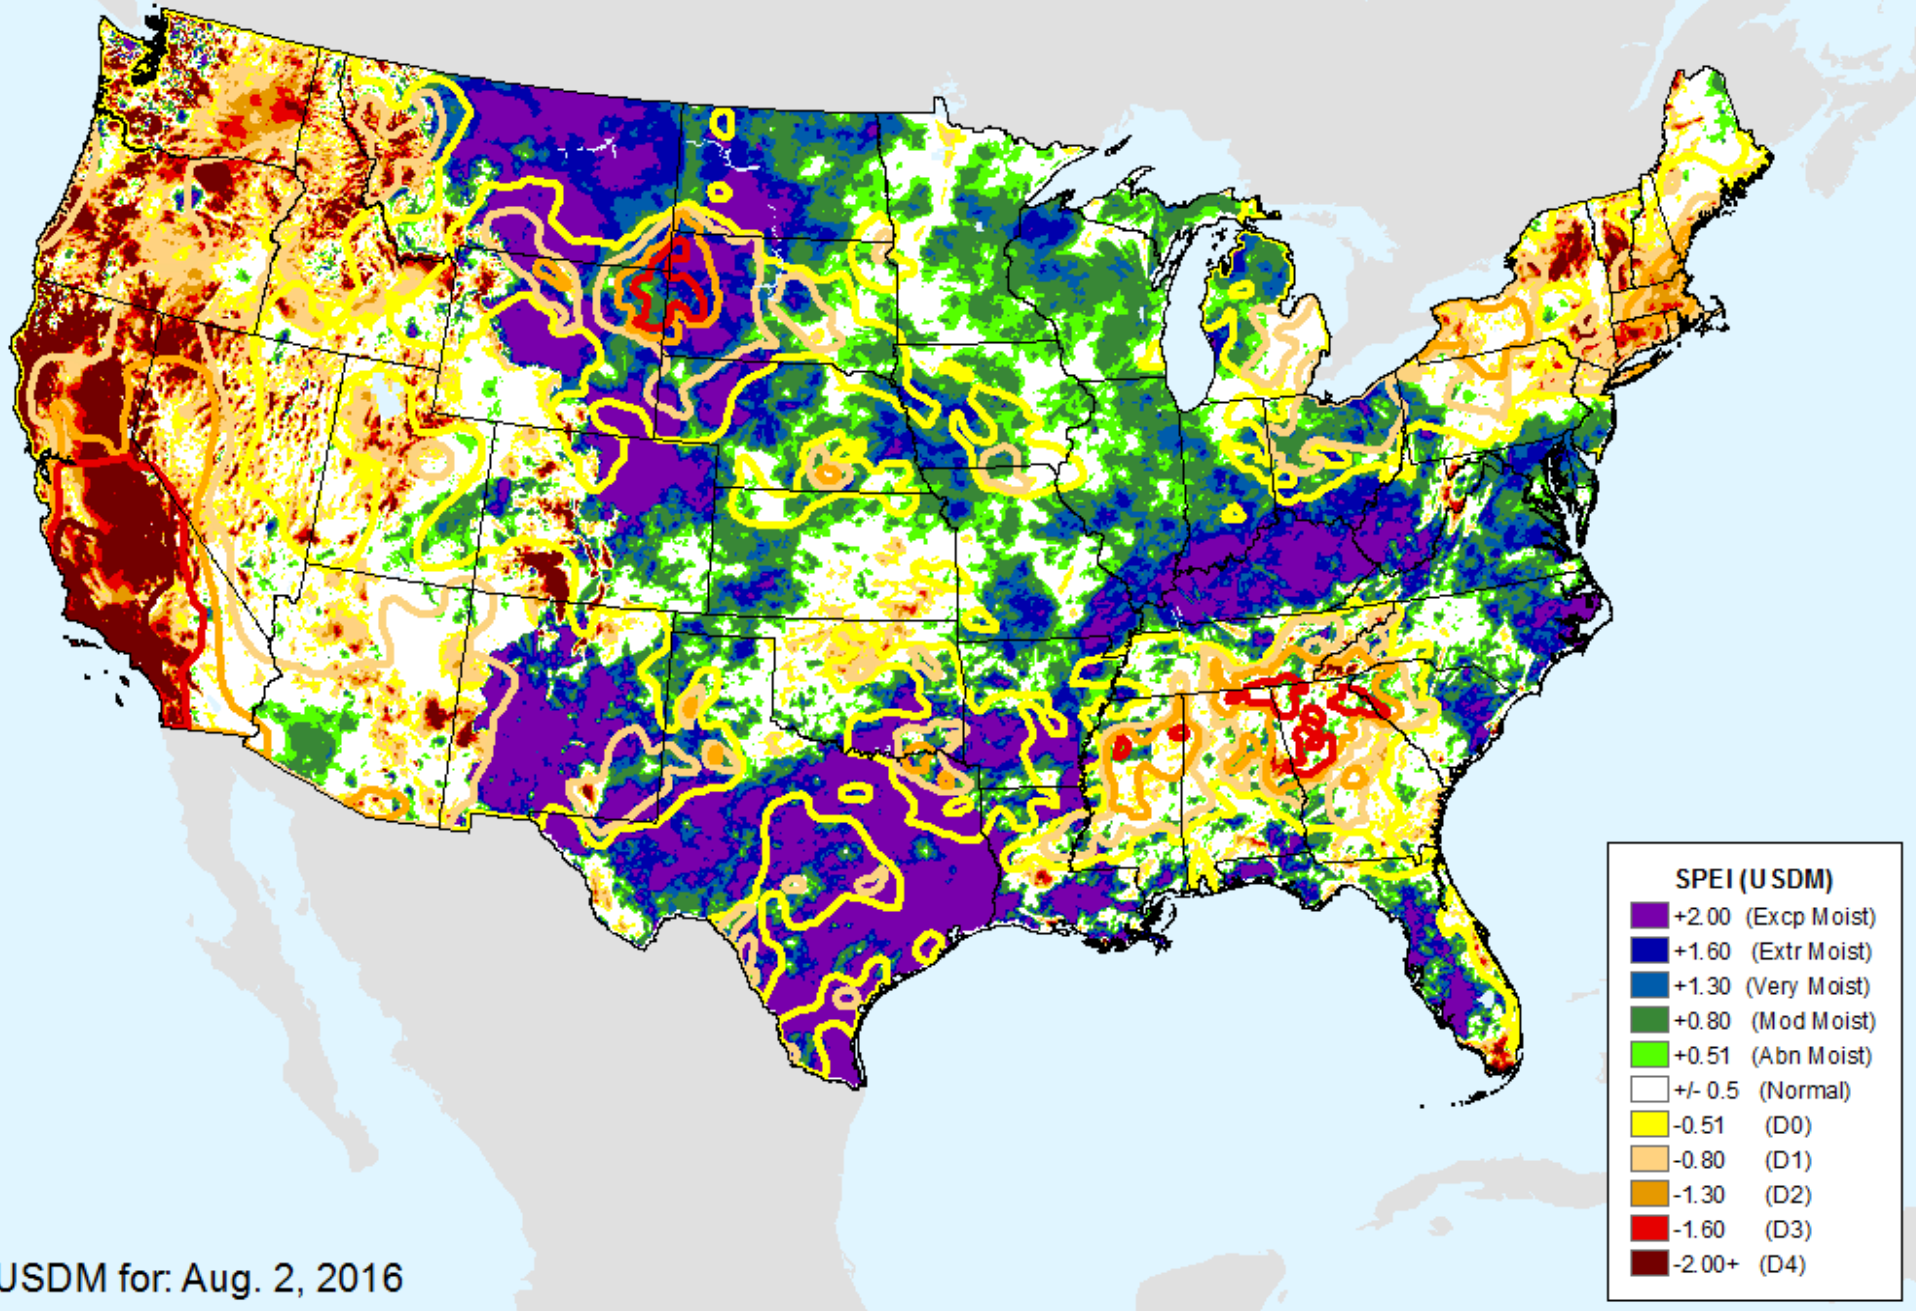 SPEI (USDM)
+2.00 (Excp Moist)
+1.60 (Extr Moist)
+1.30 (Very Moist)
+0.80 (Mod Moist)
+0.51 (Abn Moist)
+/- 0.5 (Normal)
-0.51 (D0)
-0.80 (D1)
-1.30 (D2)
-1.60 (D3)
-2.00+ (D4)
USDM for: Aug. 2, 2016